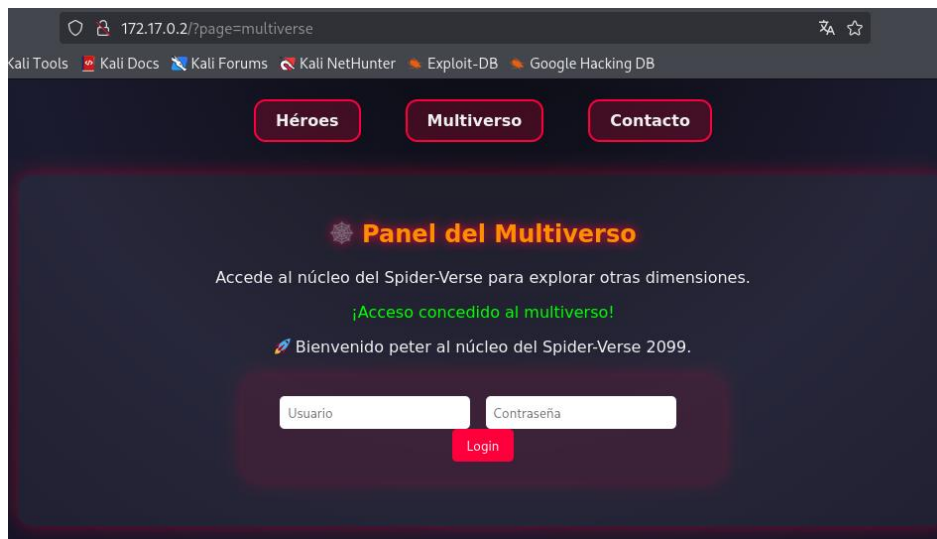 172.17.0.2/?page=multiverse
Kali Tools Kali Docs Kali Forums Kali NetHunter Exploit-DB Google Hacking DB
Héroes Multiverso Contacto
🕸 Panel del Multiverso
Accede al núcleo del Spider-Verse para explorar otras dimensiones.
¡Acceso concedido al multiverso!
🚀 Bienvenido peter al núcleo del Spider-Verse 2099.
Usuario Contraseña
Login